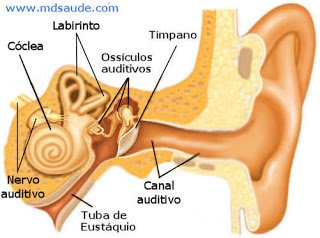 www.mdsaude.com
Labirinto
Cóclea
Ossículos
auditivos
Tímpano
Nervo
auditivo
Canal
auditivo
Tuba de
Eustáquio